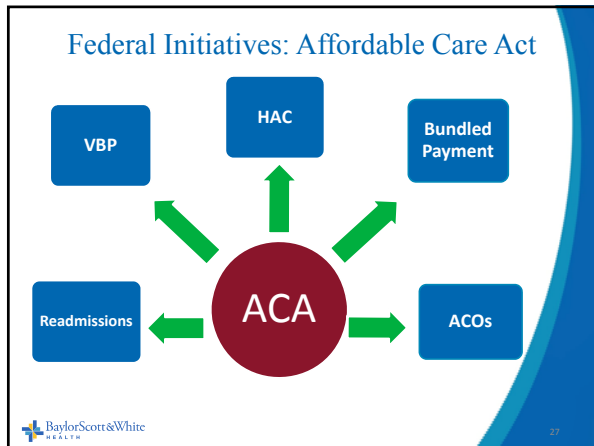 Federal Initiatives: Affordable Care Act
HAC
VBP
Bundled
Payment
ACA
Readmissions
ACOs
BaylorScott&White
HEALTH
27